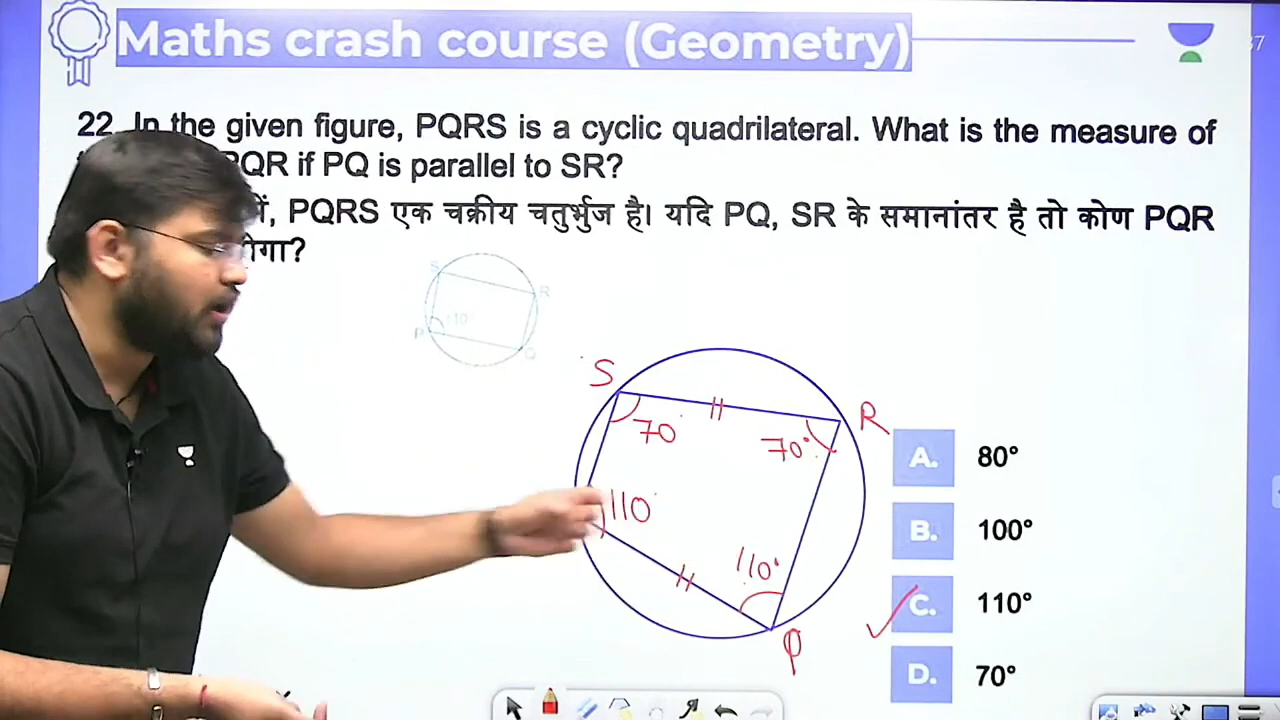 Maths crash course (Geometry)
37
22. In the given figure, PQRS is a cyclic quadrilateral. What is the measure of
PQR if PQ is parallel to SR?
में, PQRS एक चक्रीय चतुर्भुज है। यदि PQ, SR के समानांतर है तो कोण PQR
होगा?
S
R
110
P
Q
S
R
70
70°
110°
110°
Q
A. 80°
B. 100°
C. 110°
D. 70°